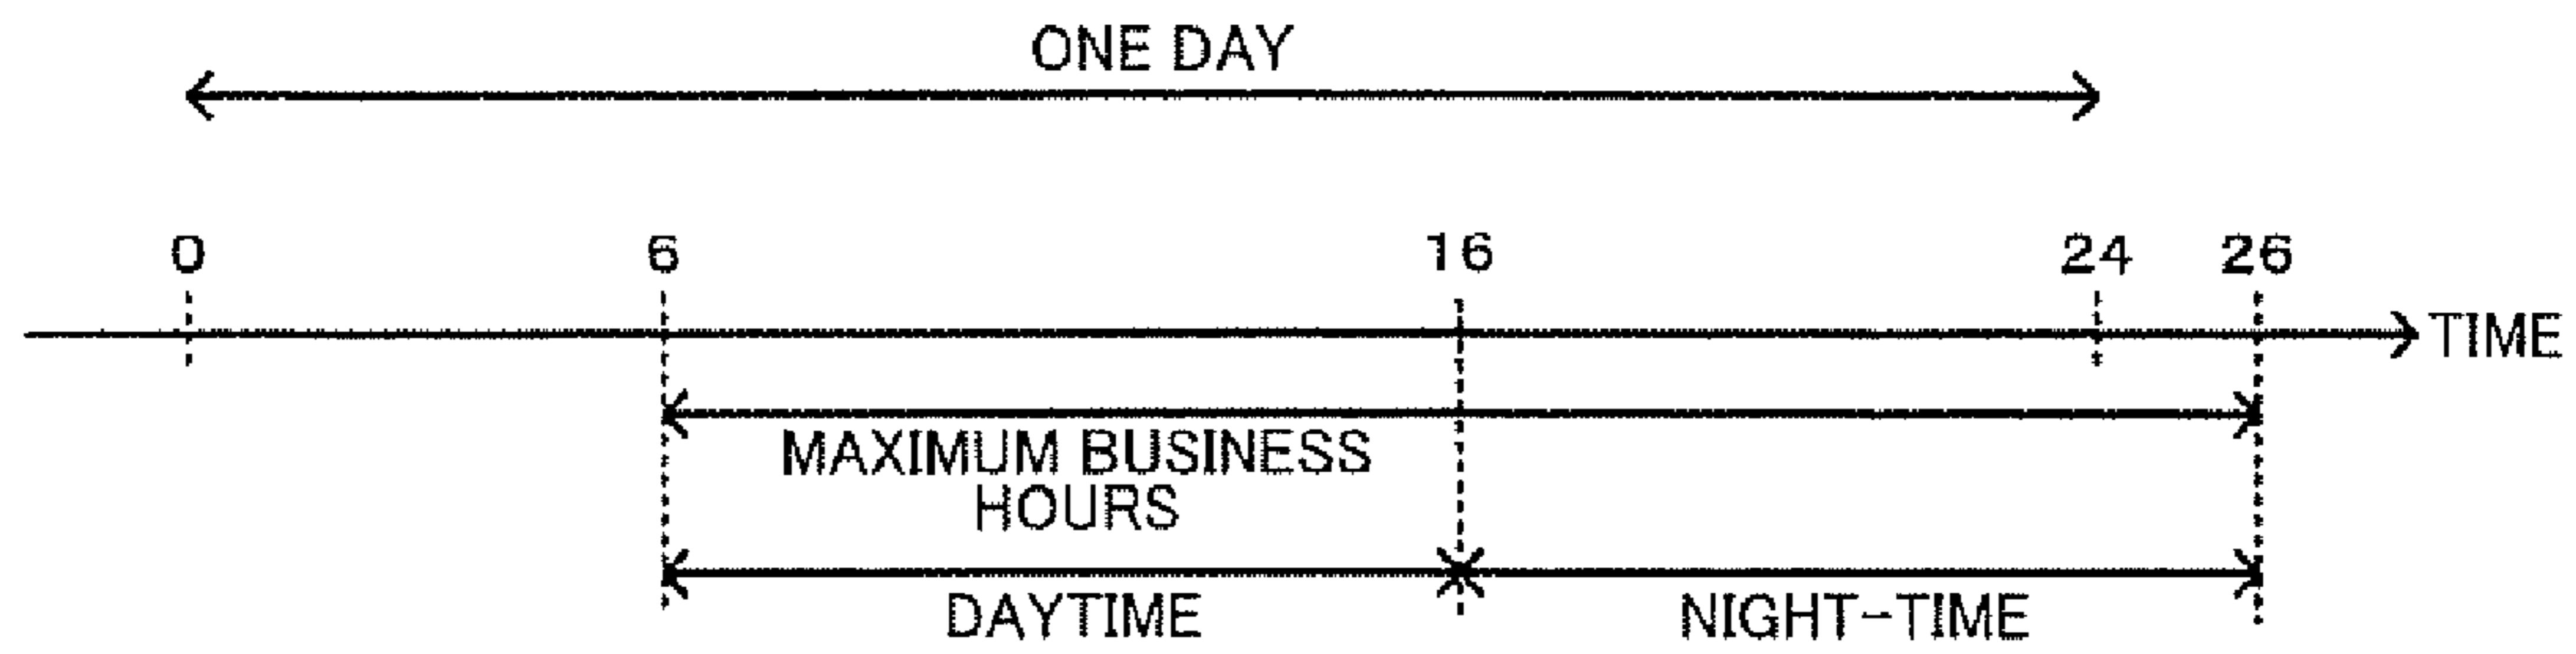 ONE DAY
0 6 16 24 26
TIME
MAXIMUM BUSINESS
HOURS
DAYTIME NIGHT-TIME